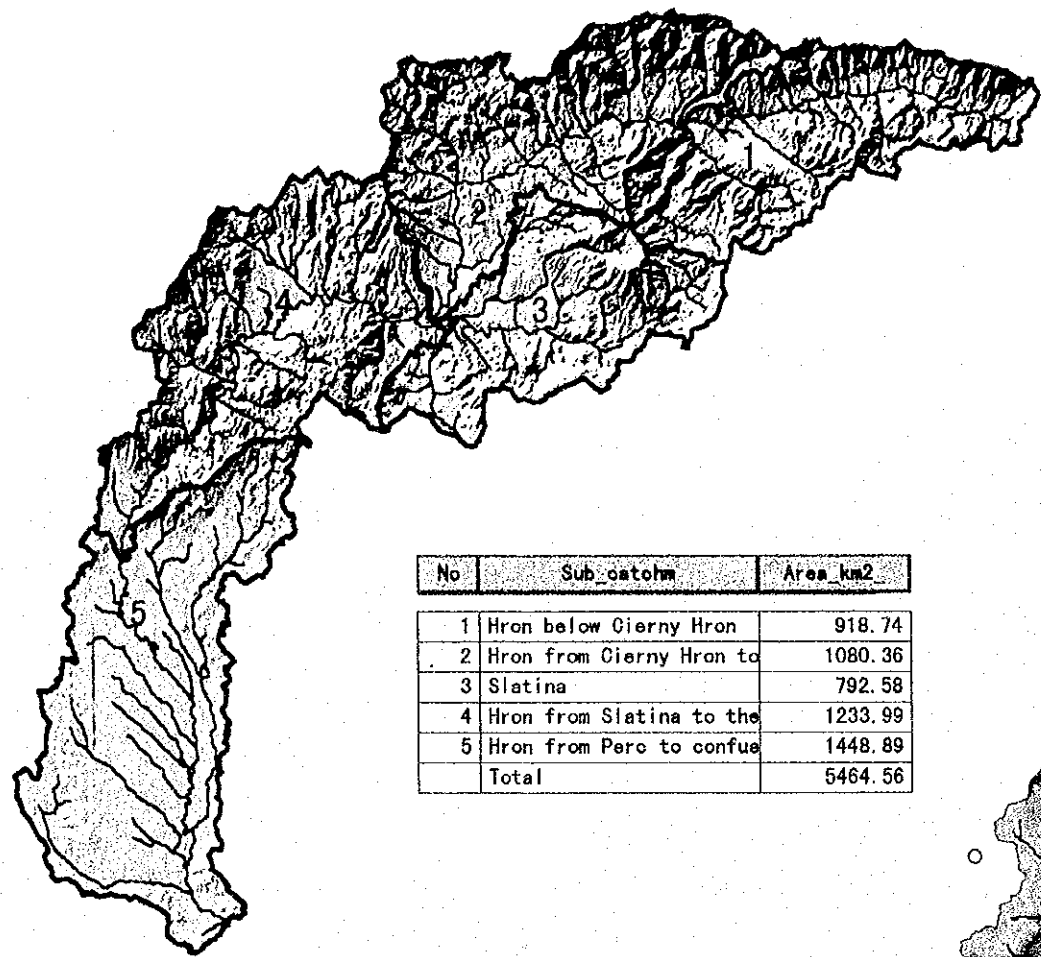 1
2
3
4
5
No Sub_catchm Area_km2_
1 Hron below Cierny Hron 918.74
2 Hron from Cierny Hron to 1080.36
3 Slatina 792.58
4 Hron from Slatina to the 1233.99
5 Hron from Perc to confue 1448.89
Total 5464.56